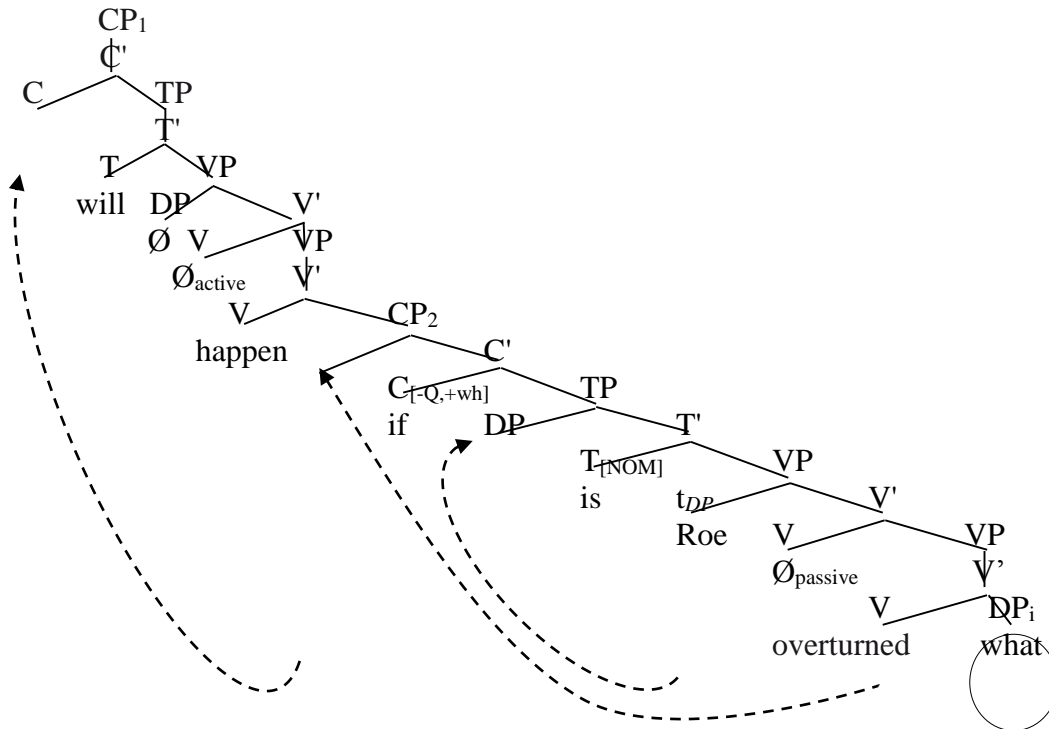 CP1
C'
C TP
T'
T VP
will DP V'
Ø V VP
Øactive V'
V CP2
happen C'
C[-Q,+wh] TP
if DP T'
T[NOM] VP
is tDP V'
Roe V VP
Øpassive V’
V DPi
overturned what